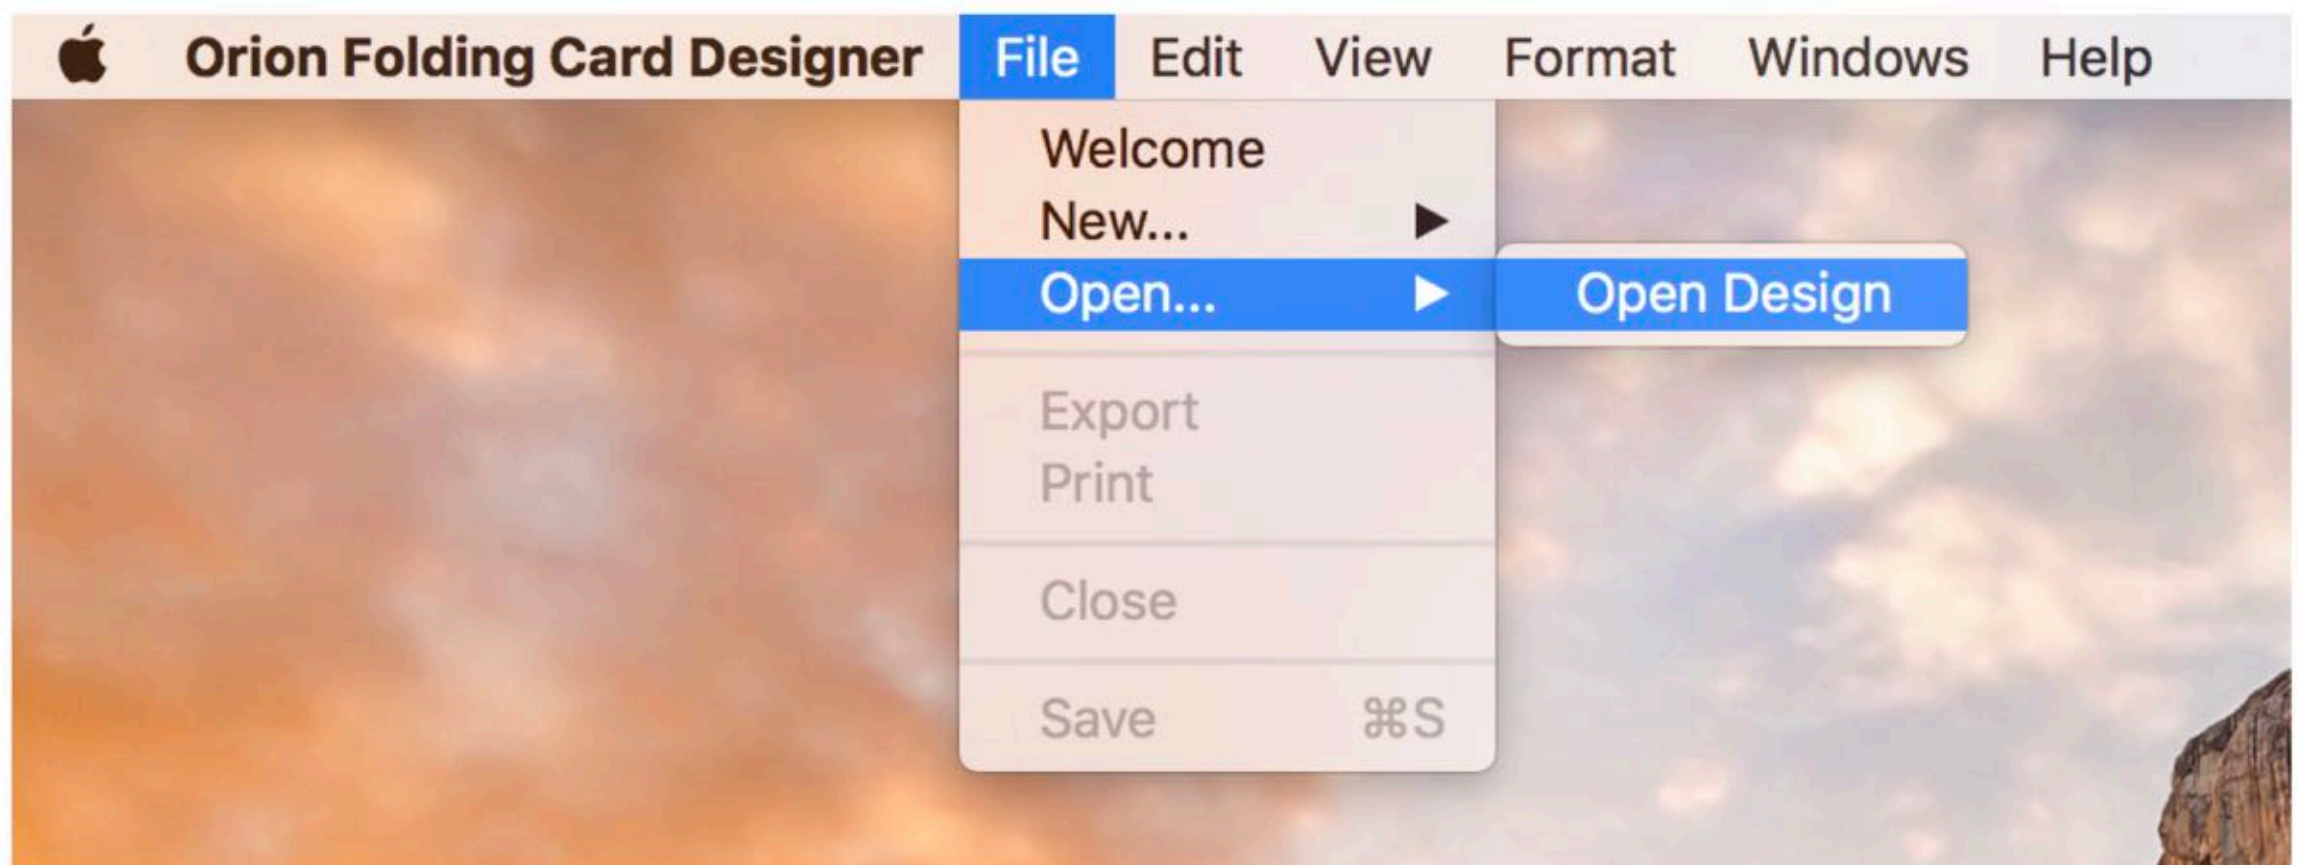 Orion Folding Card Designer File Edit View Format Windows Help
Welcome
New...
Open... Open Design
Export
Print
Close
Save ⌘S